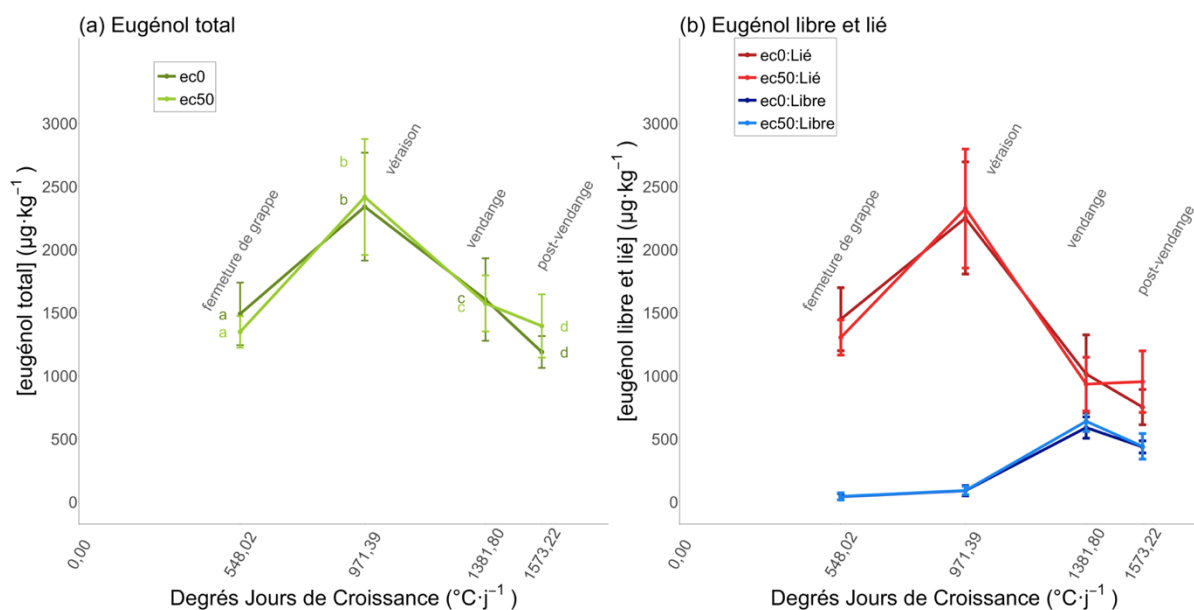 (a) Eugénol total
ec0
ec50
[eugénol total] (µg·kg⁻¹ )
3000
2500
2000
1500
1000
500
0
fermeture de grappe
véraison
vendange
post-vendange
a
a
b
b
c
c
d
d
0,00
548,02
971,39
1381,80
1573,22
Degrés Jours de Croissance (°C·j⁻¹)
(b) Eugénol libre et lié
ec0:Lié
ec50:Lié
ec0:Libre
ec50:Libre
[eugénol libre et lié] (µg·kg⁻¹ )
3000
2500
2000
1500
1000
500
0
fermeture de grappe
véraison
vendange
post-vendange
0,00
548,02
971,39
1381,80
1573,22
Degrés Jours de Croissance (°C·j⁻¹)